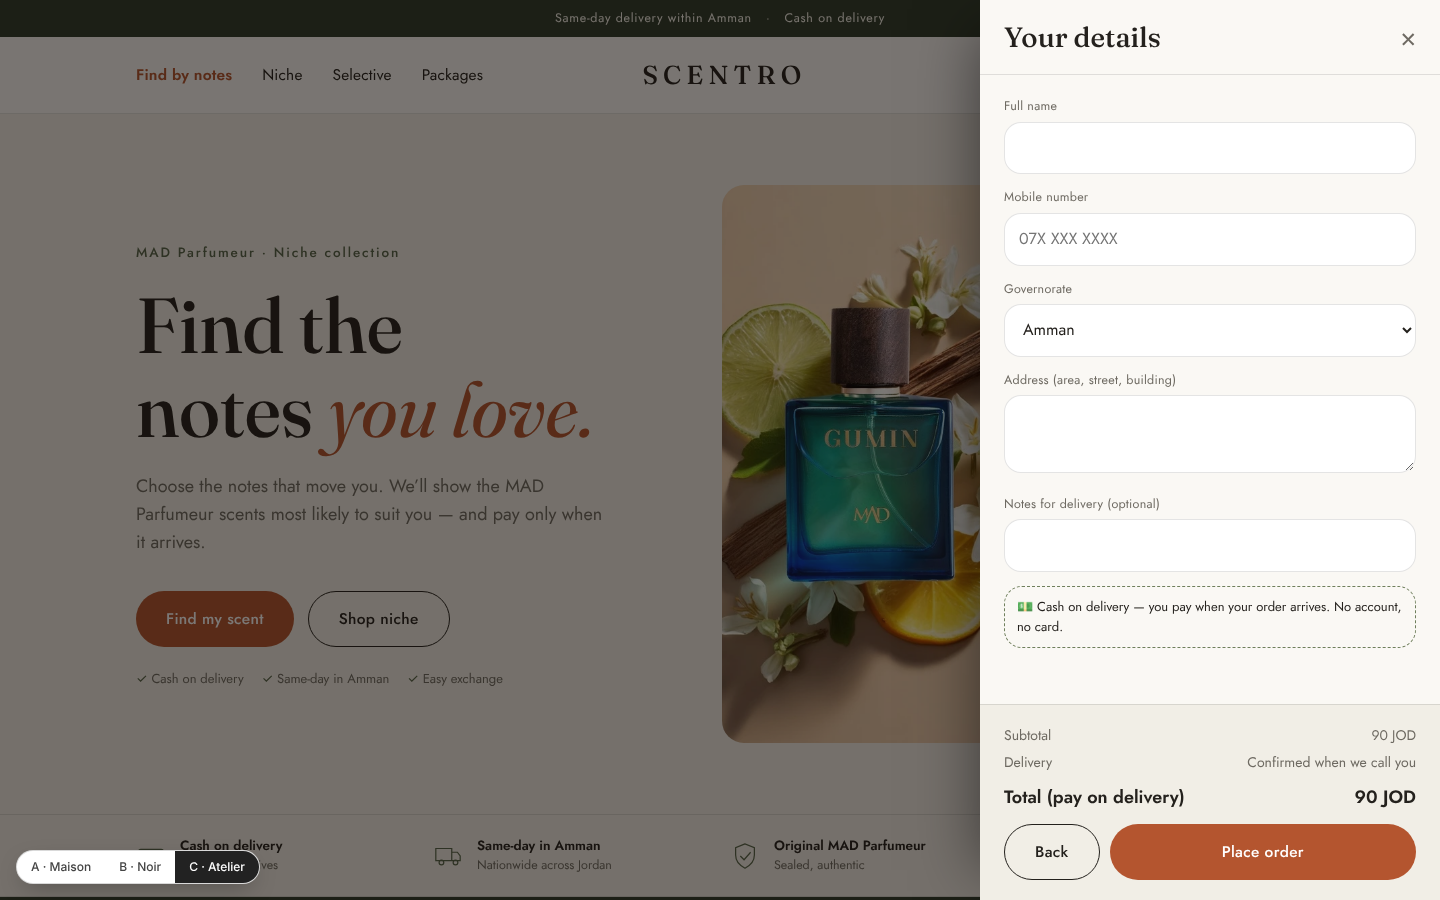 Same-day delivery within Amman · Cash on delivery
Find by notes Niche Selective Packages
SCENTRO
MAD Parfumeur · Niche collection
Find the
notes you love.
Choose the notes that move you. We'll show the MAD
Parfumeur scents most likely to suit you — and pay only when
it arrives.
Find my scent Shop niche
✓ Cash on delivery ✓ Same-day in Amman ✓ Easy exchange
GUMIN
MAD
Cash on delivery
Same-day in Amman
Nationwide across Jordan
Original MAD Parfumeur
Sealed, authentic
A · Maison B · Noir C · Atelier
Your details ×
Full name
Mobile number
07X XXX XXXX
Governorate
Amman
Address (area, street, building)
Notes for delivery (optional)
💵 Cash on delivery — you pay when your order arrives. No account,
no card.
Subtotal 90 JOD
Delivery Confirmed when we call you
Total (pay on delivery) 90 JOD
Back Place order